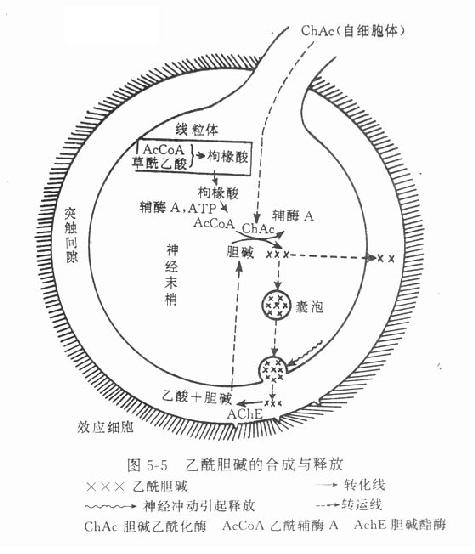 ChAc(自细胞体)
线粒体
AcCoA
草酰乙酸
枸椽酸
枸椽酸
辅酶 A,ATP
AcCoA
ChAc
辅酶 A
胆碱
×××
××
突触间隙
神经末梢
囊泡
乙酸＋胆碱
AChE
×××
效应细胞
图 5-5 乙酰胆碱的合成与释放
××× 乙酰胆碱
转化线
神经冲动引起释放
转运线
ChAc 胆碱乙酰化酶 AcCoA 乙酰辅酶 A AchE 胆碱酯酶